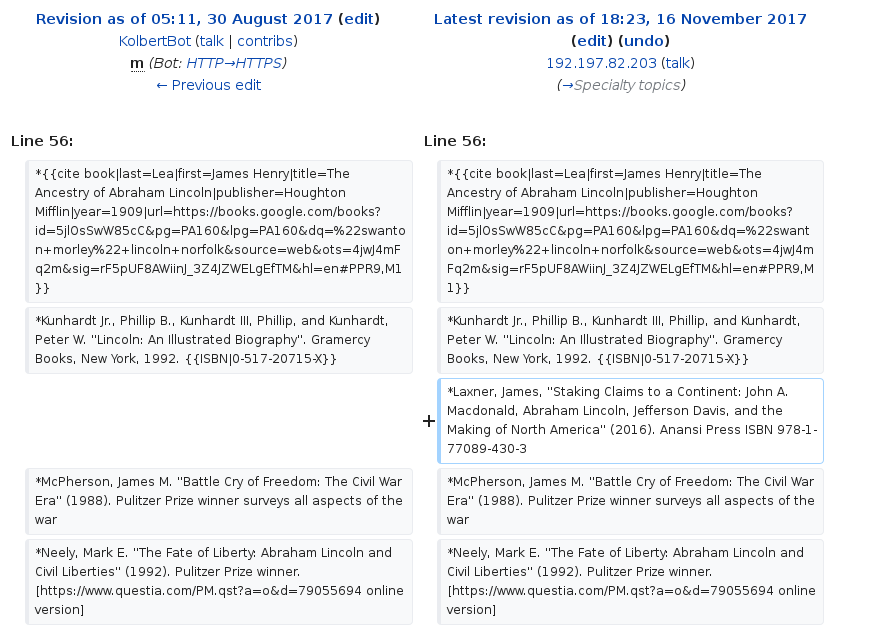 Revision as of 05:11, 30 August 2017 (edit)
KolbertBot (talk | contribs)
m (Bot: HTTP→HTTPS)
← Previous edit
Latest revision as of 18:23, 16 November 2017
(edit) (undo)
192.197.82.203 (talk)
(→Specialty topics)
Line 56:
Line 56:
*{{cite book|last=Lea|first=James Henry|title=The
Ancestry of Abraham Lincoln|publisher=Houghton
Mifflin|year=1909|url=https://books.google.com/books?
id=5jlOsSwW85cC&pg=PA160&lpg=PA160&dq=%22swanto
n+morley%22+lincoln+norfolk&source=web&ots=4jwJ4mF
q2m&sig=rF5pUF8AWiinJ_3Z4JZWELgEfTM&hl=en#PPR9,M1
}}
*{{cite book|last=Lea|first=James Henry|title=The
Ancestry of Abraham Lincoln|publisher=Houghton
Mifflin|year=1909|url=https://books.google.com/books?
id=5jlOsSwW85cC&pg=PA160&lpg=PA160&dq=%22swant
on+morley%22+lincoln+norfolk&source=web&ots=4jwJ4m
Fq2m&sig=rF5pUF8AWiinJ_3Z4JZWELgEfTM&hl=en#PPR9,M
1}}
*Kunhardt Jr., Phillip B., Kunhardt III, Phillip, and Kunhardt,
Peter W. "Lincoln: An Illustrated Biography". Gramercy
Books, New York, 1992. {{ISBN|0-517-20715-X}}
*Kunhardt Jr., Phillip B., Kunhardt III, Phillip, and Kunhardt,
Peter W. "Lincoln: An Illustrated Biography". Gramercy
Books, New York, 1992. {{ISBN|0-517-20715-X}}
+
*Laxner, James, "Staking Claims to a Continent: John A.
Macdonald, Abraham Lincoln, Jefferson Davis, and the
Making of North America" (2016). Anansi Press ISBN 978-1-
77089-430-3
*McPherson, James M. "Battle Cry of Freedom: The Civil War
Era" (1988). Pulitzer Prize winner surveys all aspects of the
war
*McPherson, James M. "Battle Cry of Freedom: The Civil War
Era" (1988). Pulitzer Prize winner surveys all aspects of the
war
*Neely, Mark E. "The Fate of Liberty: Abraham Lincoln and
Civil Liberties" (1992). Pulitzer Prize winner.
[https://www.questia.com/PM.qst?a=o&d=79055694 online
version]
*Neely, Mark E. "The Fate of Liberty: Abraham Lincoln and
Civil Liberties" (1992). Pulitzer Prize winner.
[https://www.questia.com/PM.qst?a=o&d=79055694 online
version]